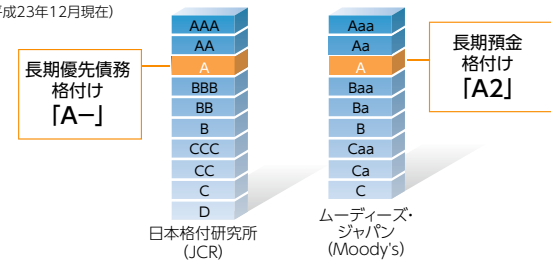 平成23年12月現在)
長期優先債務
格付け
「A−」
AAA
AA
A
BBB
BB
B
CCC
CC
C
D
日本格付研究所
(JCR)
Aaa
Aa
A
Baa
Ba
B
Caa
Ca
C
ムーディーズ・
ジャパン
(Moody's)
長期預金
格付け
「A2」